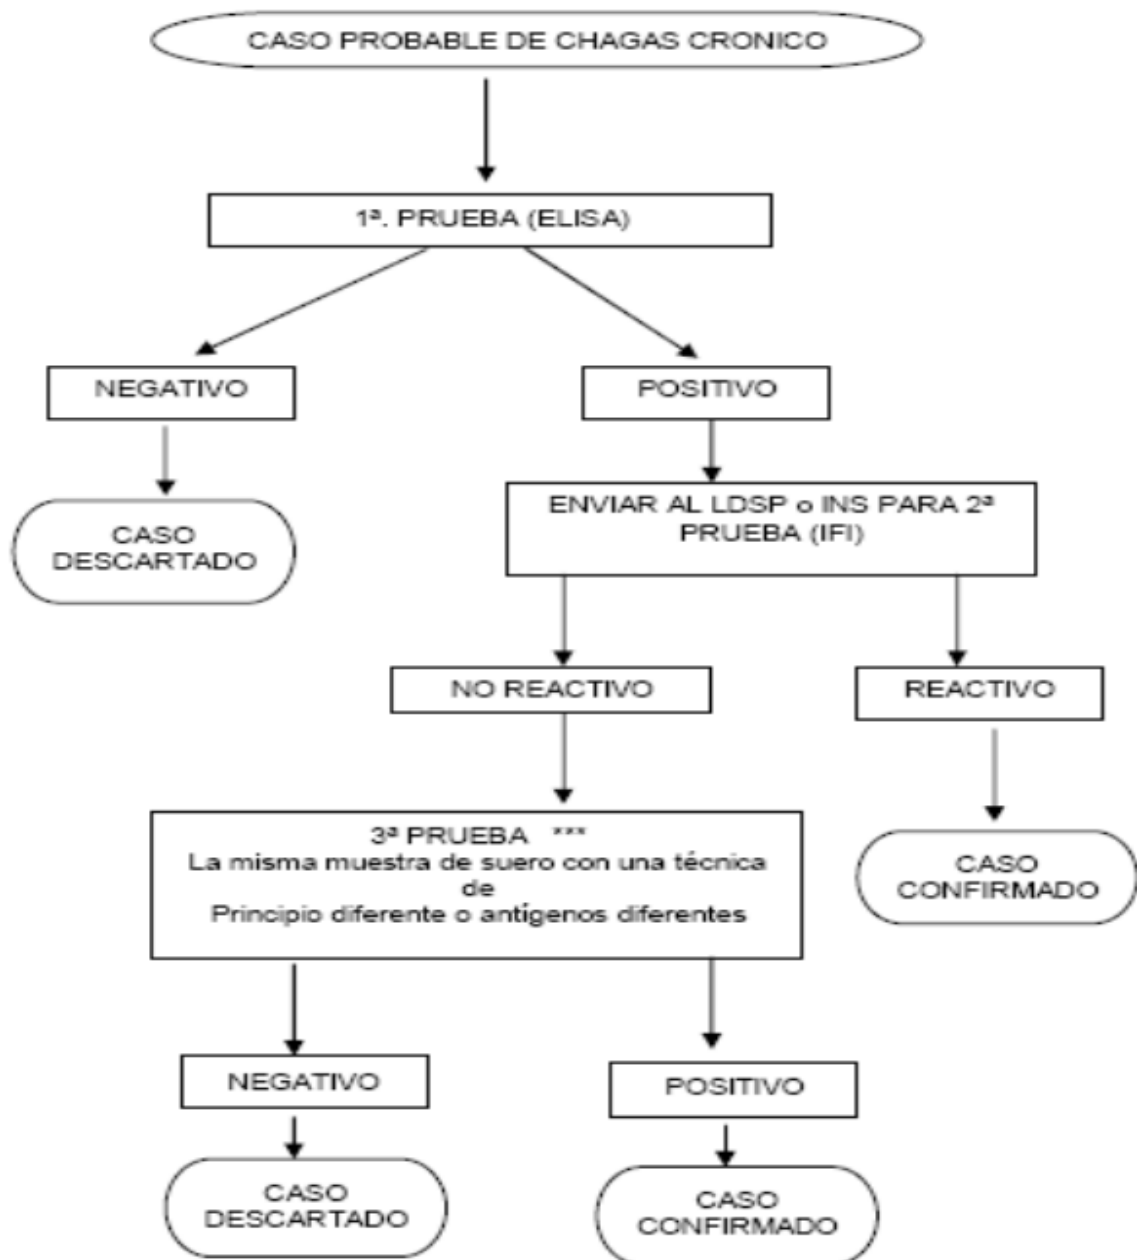 CASO PROBABLE DE CHAGAS CRONICO
1ª. PRUEBA (ELISA)
NEGATIVO
POSITIVO
CASO
DESCARTADO
ENVIAR AL LDSP o INS PARA 2ª
PRUEBA (IFI)
NO REACTIVO
REACTIVO
3ª PRUEBA ***
La misma muestra de suero con una técnica
de
Principio diferente o antígenos diferentes
CASO
CONFIRMADO
NEGATIVO
POSITIVO
CASO
DESCARTADO
CASO
CONFIRMADO